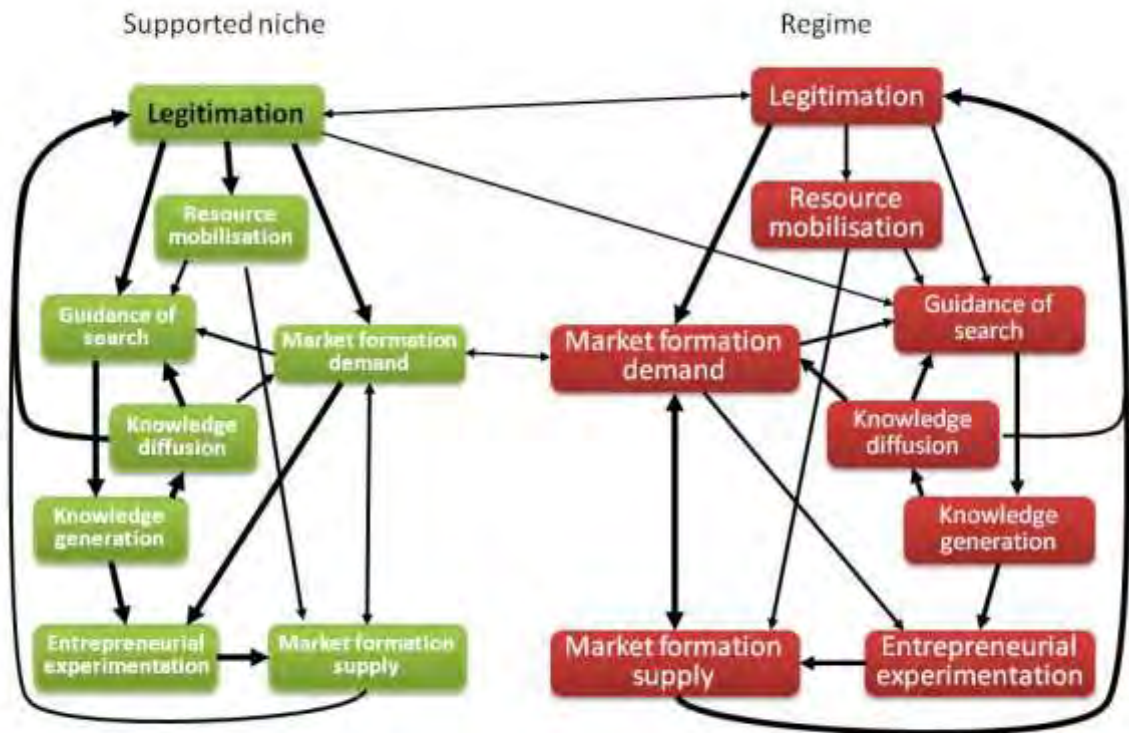 Supported niche
Regime
Legitimation
Resource
mobilisation
Guidance of
search
Market formation
demand
Knowledge
diffusion
Knowledge
generation
Entrepreneurial
experimentation
Market formation
supply
Legitimation
Resource
mobilisation
Guidance of
search
Market formation
demand
Knowledge
diffusion
Knowledge
generation
Market formation
supply
Entrepreneurial
experimentation